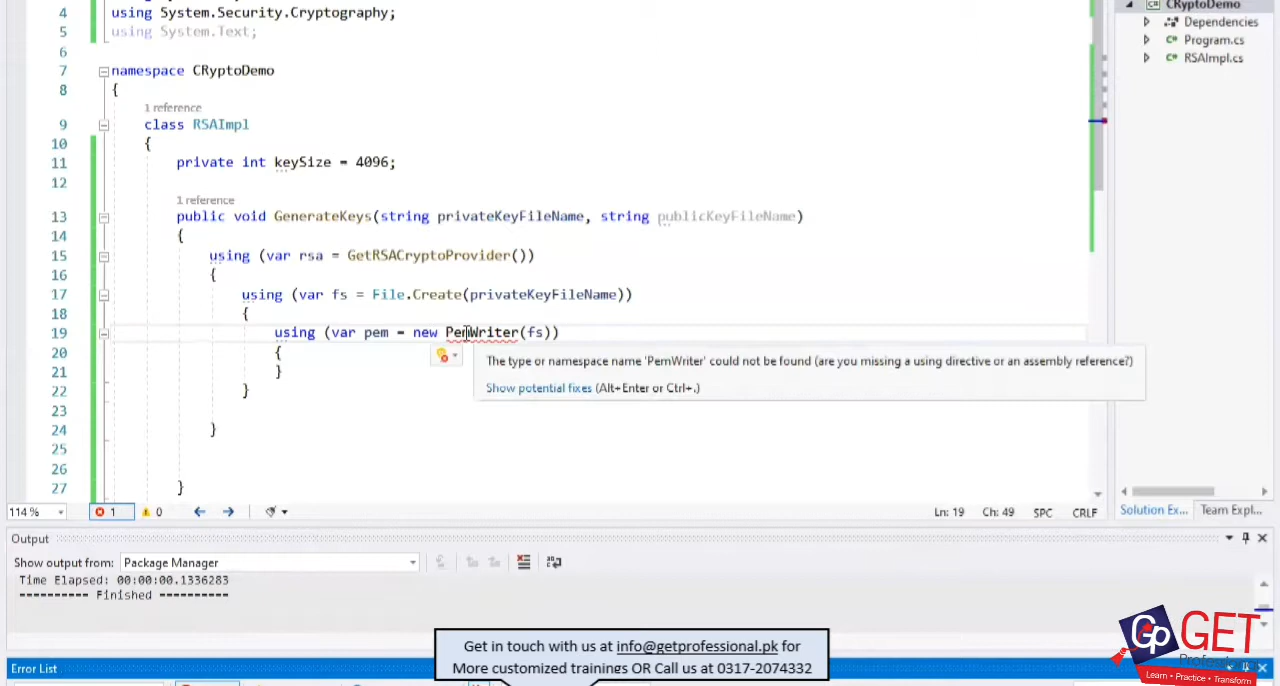 CRyptoDemo
4 using System.Security.Cryptography;
Dependencies
5 using System.Text;
Program.cs
6
RSAImpl.cs
7 namespace CRyptoDemo
8 {
1 reference
9 class RSAImpl
10 {
11 private int keySize = 4096;
12
1 reference
13 public void GenerateKeys(string privateKeyFileName, string publicKeyFileName)
14 {
15 using (var rsa = GetRSACryptoProvider())
16 {
17 using (var fs = File.Create(privateKeyFileName))
18 {
19 using (var pem = new PemWriter(fs))
20 {
The type or namespace name 'PemWriter' could not be found (are you missing a using directive or an assembly reference?)
21 }
Show potential fixes (Alt+Enter or Ctrl+.)
22 }
23
24 }
25
26
27 }
114 % 1 0 Ln: 19 Ch: 49 SPC CRLF
Solution Ex... Team Expl...
Output
Show output from: Package Manager
Time Elapsed: 00:00:00.1336283
========== Finished ==========
Get in touch with us at info@getprofessional.pk for
More customized trainings OR Call us at 0317-2074332
Gp GET
Professional
Learn • Practice • Transform
Error List